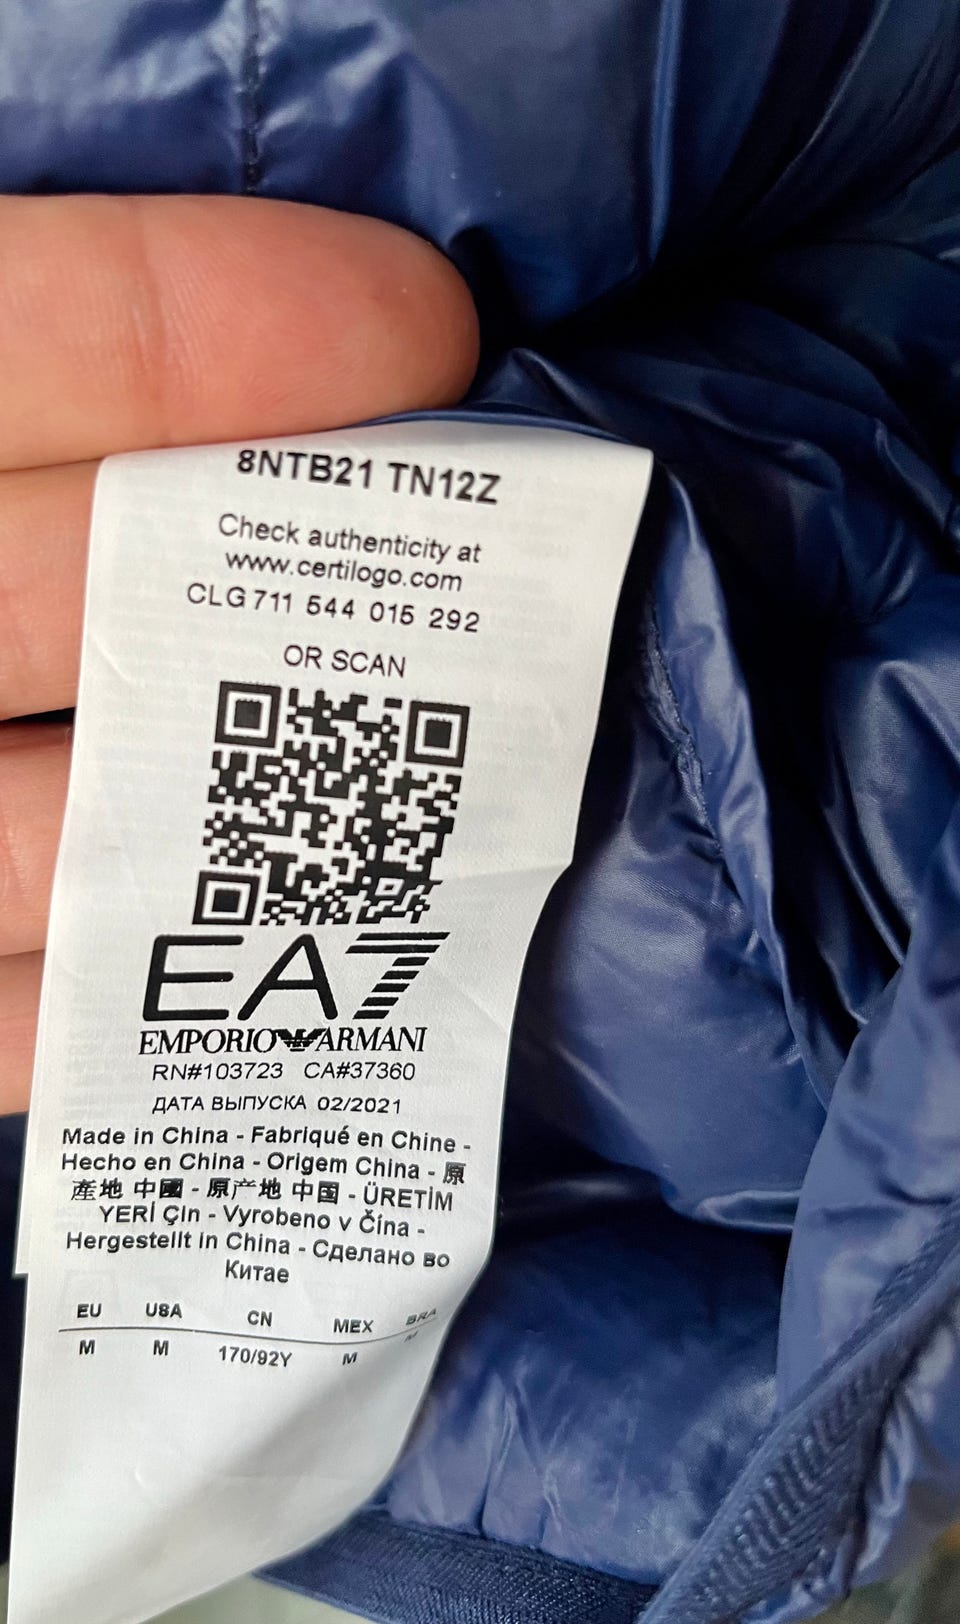 8NTB21 TN12Z
Check authenticity at
www.certilogo.com
CLG 711 544 015 292
OR SCAN
EA7
EMPORIO ARMANI
RN#103723 CA#37360
ДАТА ВЫПУСКА 02/2021
Made in China - Fabriqué en Chine -
Hecho en China - Origem China - 原
產地 中國 - 原产地 中国 - ÜRETİM
YERİ Çin - Vyrobeno v Čína -
Hergestellt in China - Сделано во
Китае
EU USA CN MEX BRA
M M 170/92Y M M